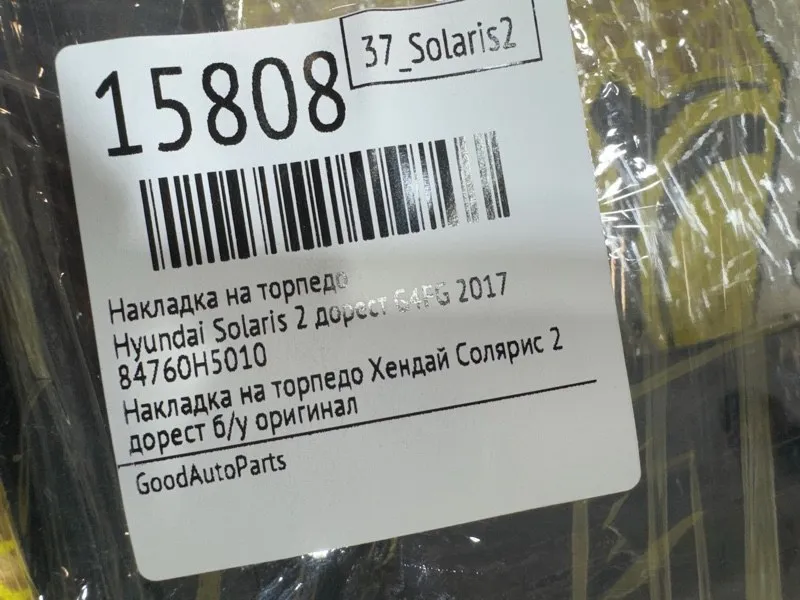 37_Solaris2
15808
Накладка на торпедо
Hyundai Solaris 2 дорест G4FG 2017
84760H5010
Накладка на торпедо Хендай Солярис 2
дорест б/у оригинал
GoodAutoParts